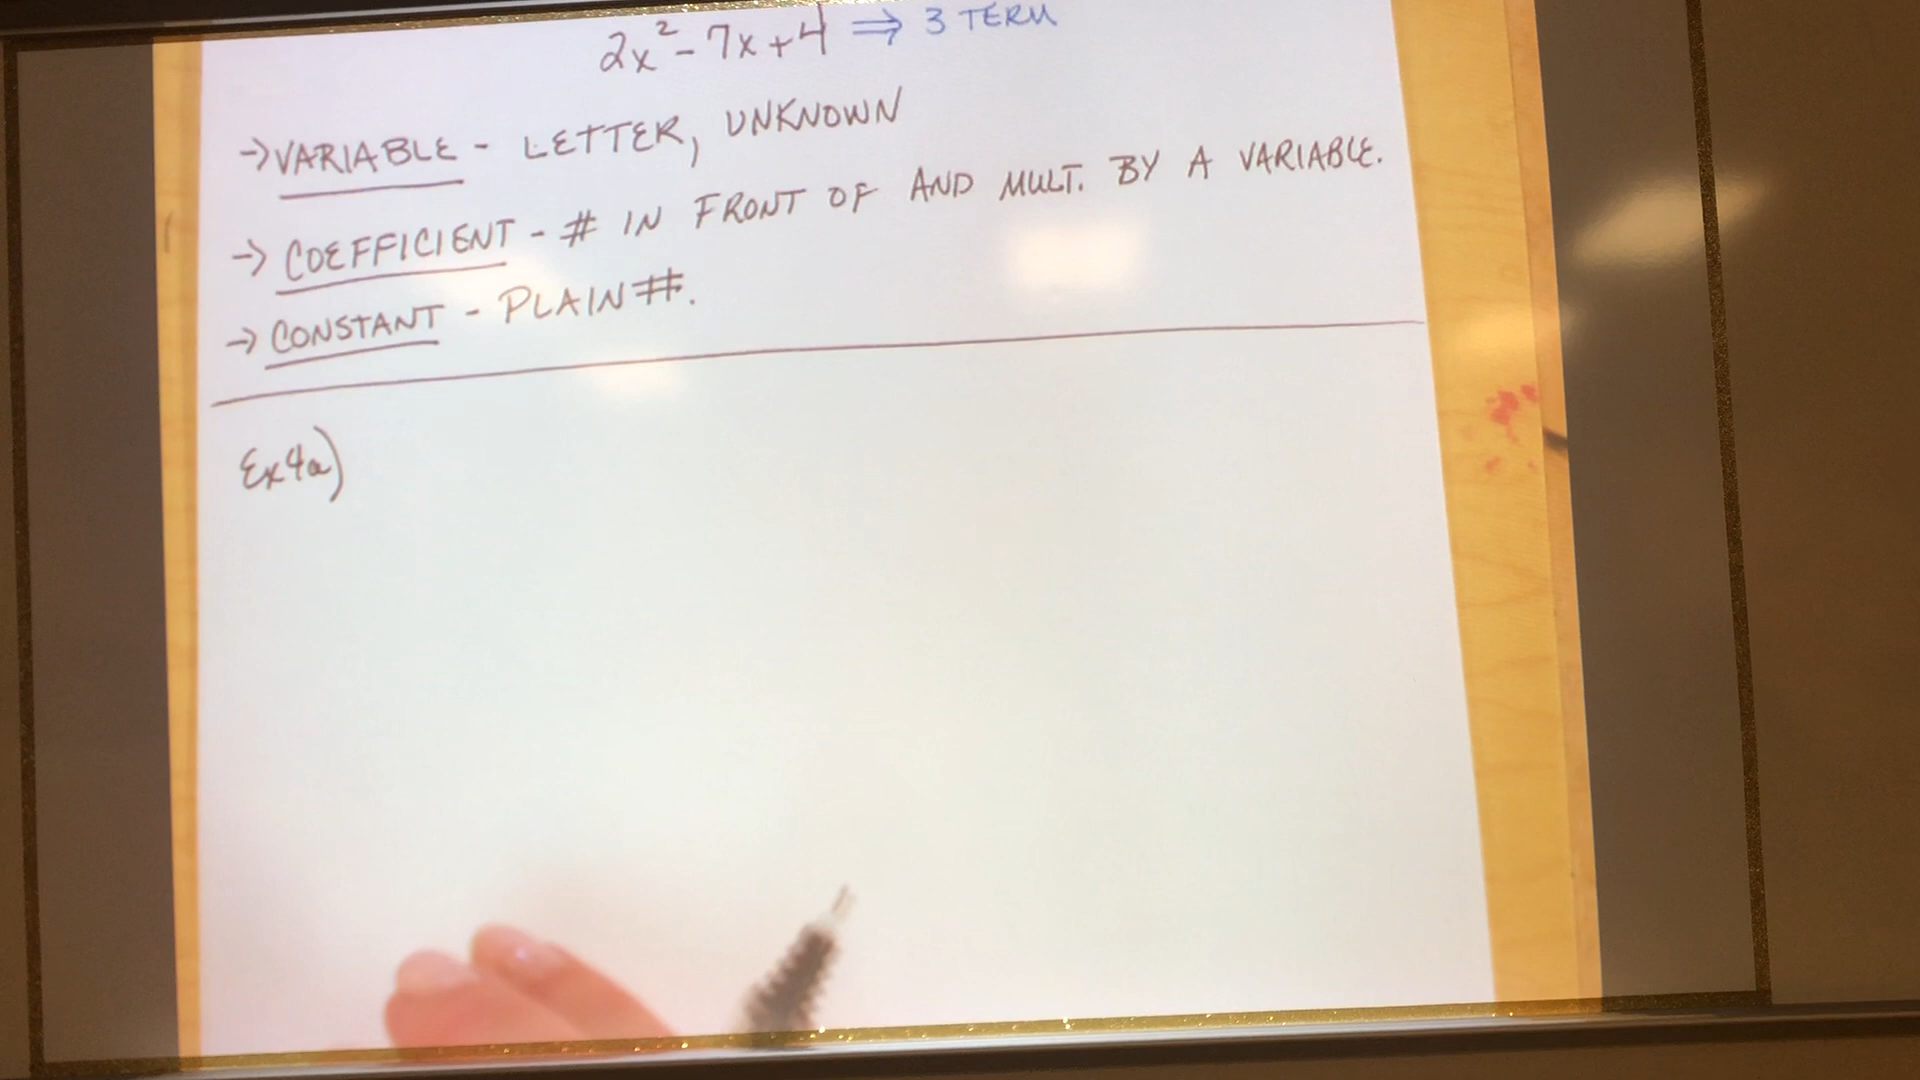 2x² - 7x + 4 ⇒ 3 TERM
→ VARIABLE - LETTER, UNKNOWN
→ COEFFICIENT - # IN FRONT OF AND MULT. BY A VARIABLE.
→ CONSTANT - PLAIN #.
Ex4a)